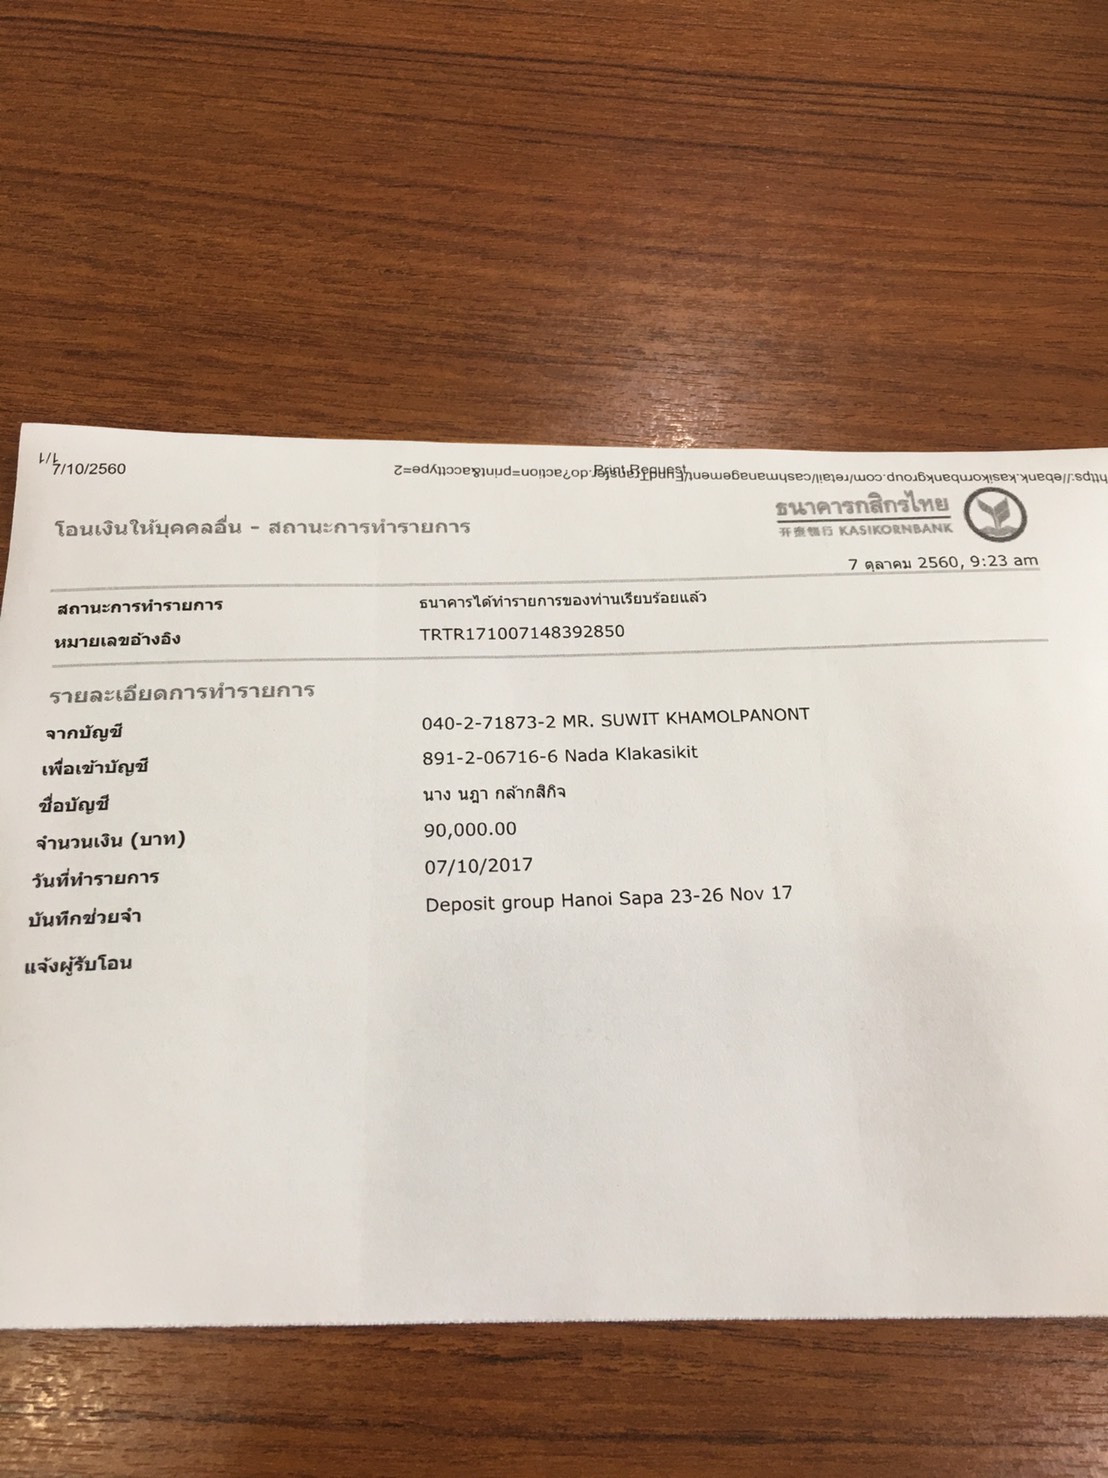 1/1
7/10/2560
Print Request
https://ebank.kasikornbankgroup.com/retail/cashmanagement/FundTransfer.do?action=print&acctType=2
โอนเงินให้บุคคลอื่น - สถานะการทำรายการ
ธนาคารกสิกรไทย
开泰银行 KASIKORNBANK
7 ตุลาคม 2560, 9:23 am
สถานะการทำรายการ ธนาคารได้ทำรายการของท่านเรียบร้อยแล้ว
หมายเลขอ้างอิง TRTR171007148392850
รายละเอียดการทำรายการ
จากบัญชี 040-2-71873-2 MR. SUWIT KHAMOLPANONT
เพื่อเข้าบัญชี 891-2-06716-6 Nada Klakasikit
ชื่อบัญชี นาง นฎา กล้ากสิกิจ
จำนวนเงิน (บาท) 90,000.00
วันที่ทำรายการ 07/10/2017
บันทึกช่วยจำ Deposit group Hanoi Sapa 23-26 Nov 17
แจ้งผู้รับโอน